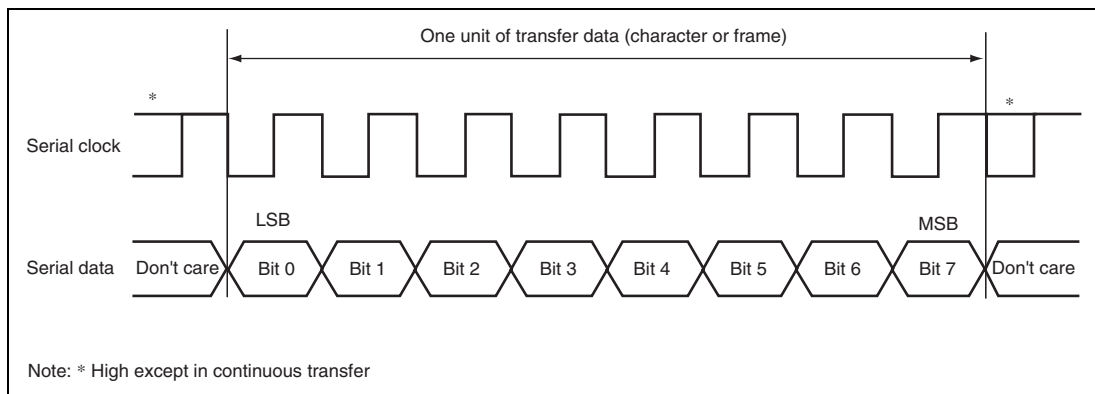 One unit of transfer data (character or frame)
* *
Serial clock
LSB MSB
Serial data Don't care Bit 0 Bit 1 Bit 2 Bit 3 Bit 4 Bit 5 Bit 6 Bit 7 Don't care
Note: * High except in continuous transfer